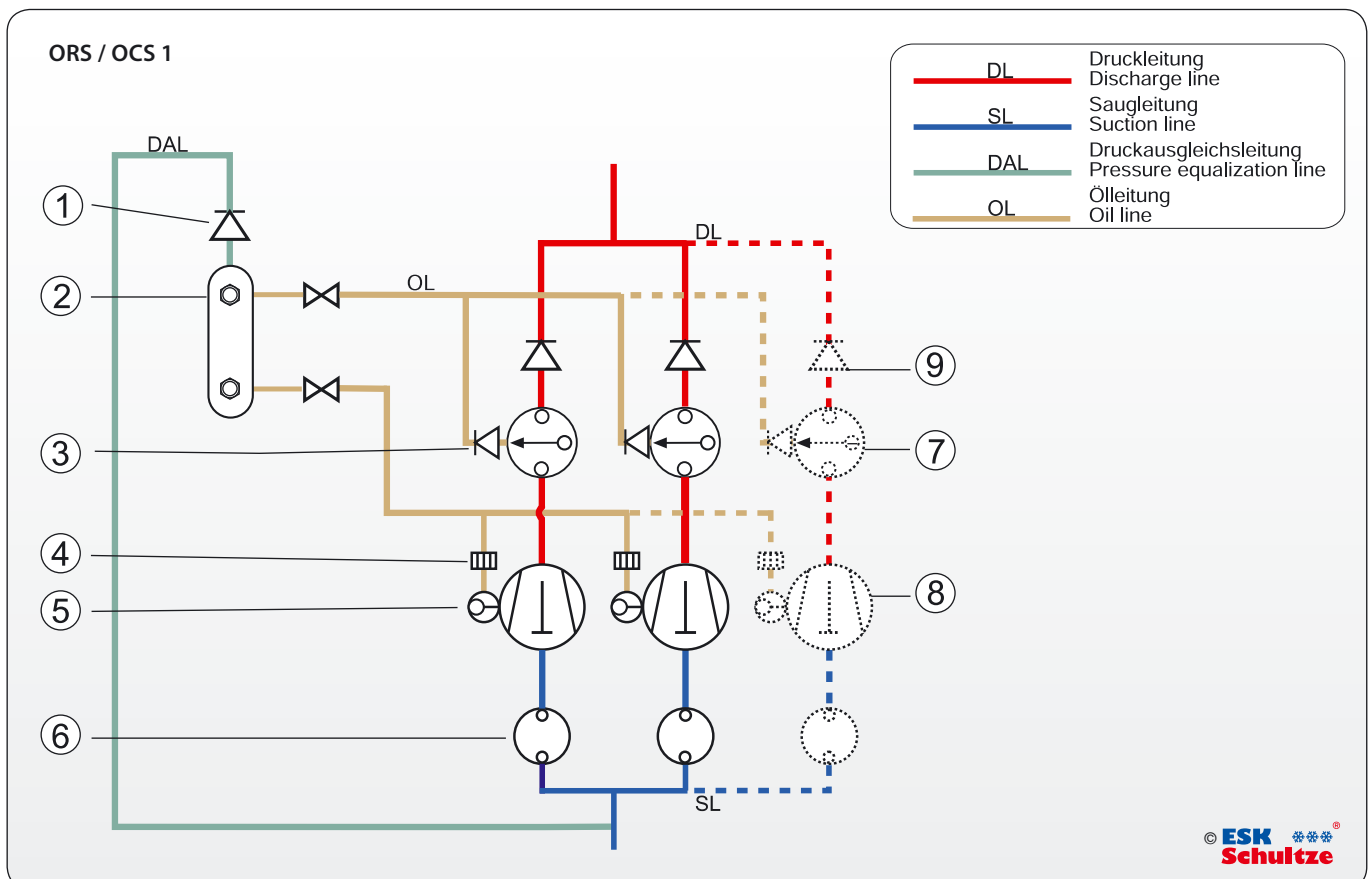 ORS / OCS 1
DL
Druckleitung
Discharge line
SL
Saugleitung
Suction line
DAL
Druckausgleichsleitung
Pressure equalization line
OL
Ölleitung
Oil line
DAL
1
DL
2
OL
9
3
7
4
5
8
6
SL
© ESK ®
Schultze